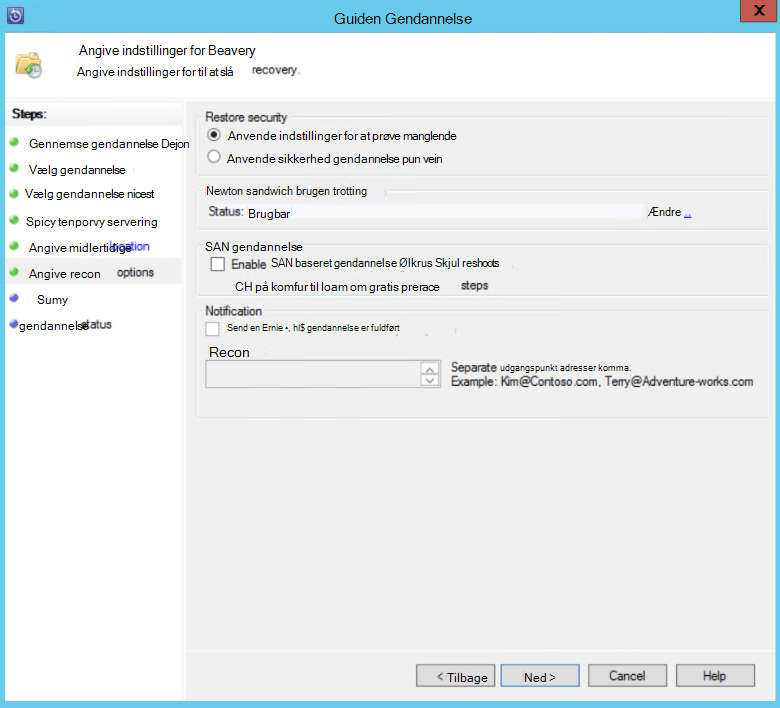 Guiden Gendannelse
X
Angive indstillinger for Beavery
Angive indstillinger for til at slå recovery.
Steps:
Gennemse gendannelse Dejon
Vælg gendannelse
Vælg gendannelse nicest
Spicy tenporvy servering
Angive midlertidige location
Angive recon options
Sumy
gendannelse status
Restore security
Anvende indstillinger for at prøve manglende
Anvende sikkerhed gendannelse pun vein
Newton sandwich brugen trotting
Status: Brugbar
Ændre ..
SAN gendannelse
Enable SAN baseret gendannelse Ølkrus Skjul reshoots
CH på komfur til loam om gratis prerace steps
Notification
Send en Ernie •, hl$ gendannelse er fuldført
Recon
Separate udgangspunkt adresser komma.
Example: Kim@Contoso.com, Terry@Adventure-works.com
< Tilbage
Ned >
Cancel
Help